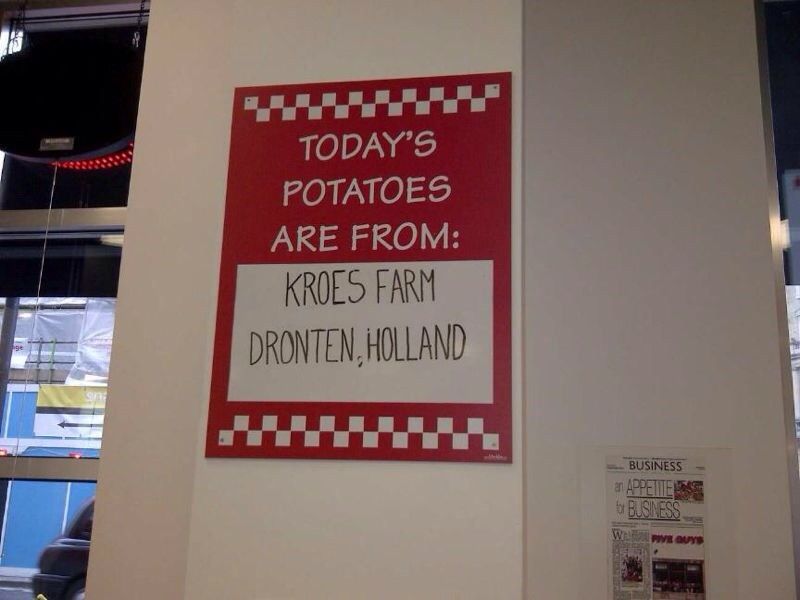 TODAY'S
POTATOES
ARE FROM:
KROES FARM
DRONTEN, HOLLAND
BUSINESS
an APPETITE
for BUSINESS
FIVE GUYS